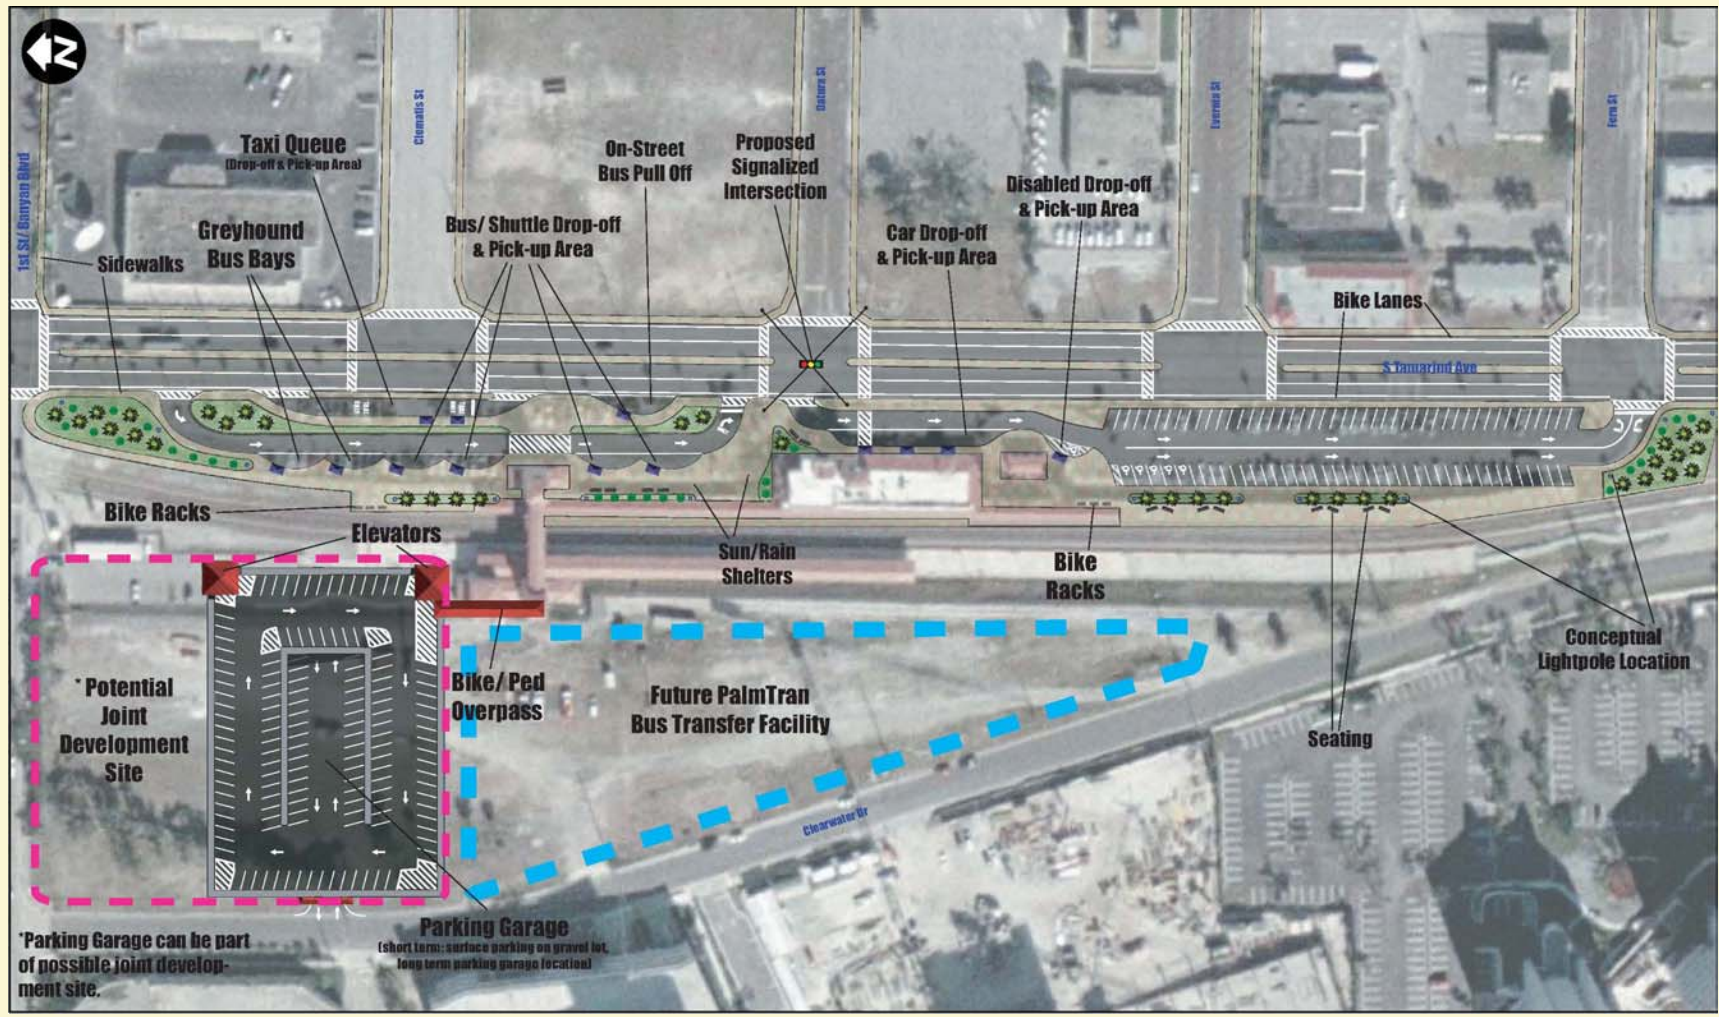 N
1st St/ Banyan Blvd
Clematis St
Datura St
Evernia St
Fern St
Taxi Queue
(Drop-off & Pick-up Area)
On-Street
Bus Pull Off
Proposed
Signalized
Intersection
Disabled Drop-off
& Pick-up Area
Greyhound
Bus Bays
Bus/ Shuttle Drop-off
& Pick-up Area
Car Drop-off
& Pick-up Area
Sidewalks
Bike Lanes
S Tamarind Ave
Bike Racks
Elevators
Sun/Rain
Shelters
Bike
Racks
Conceptual
Lightpole Location
* Potential
Joint
Development
Site
Bike/ Ped
Overpass
Future PalmTran
Bus Transfer Facility
Seating
Clearwater Dr
Parking Garage
(short term: surface parking on gravel lot,
long term parking garage location)
*Parking Garage can be part
of possible joint develop-
ment site.